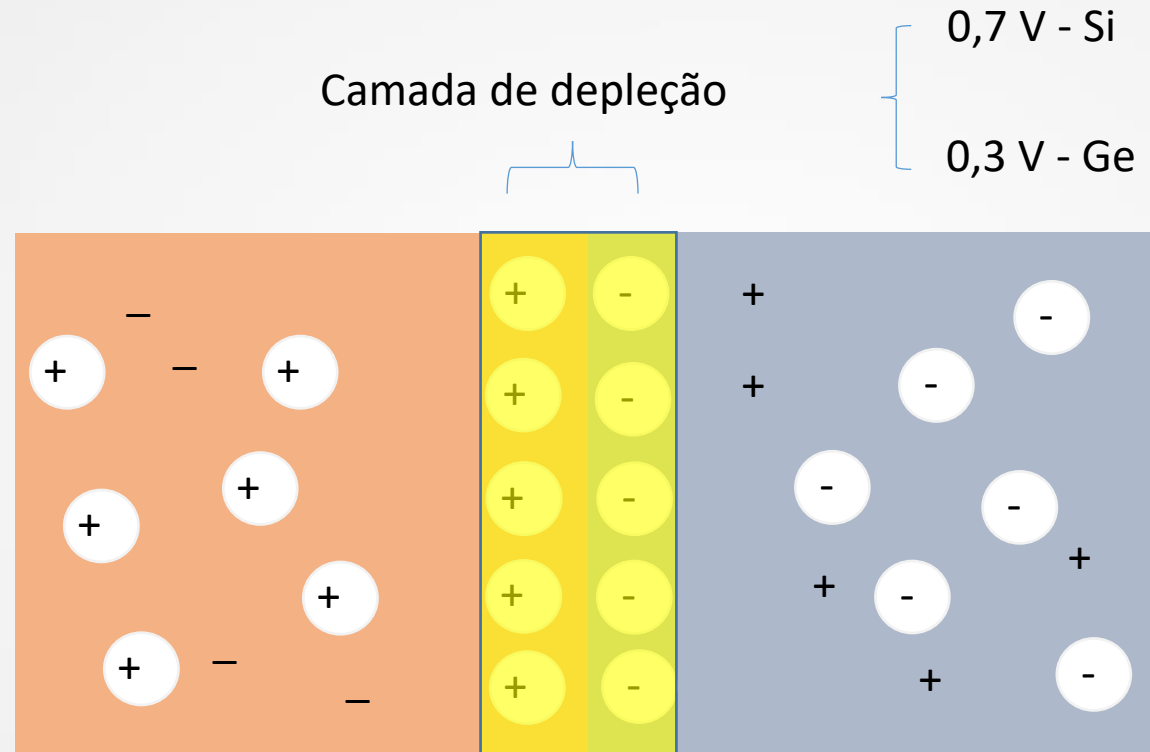 0,7 V - Si
Camada de depleção
0,3 V - Ge
+ -
+ - +
- +
+ - + -
+ + -
+ -
+ - -
+ +
+ - + -
+ - +
+ - + -
-